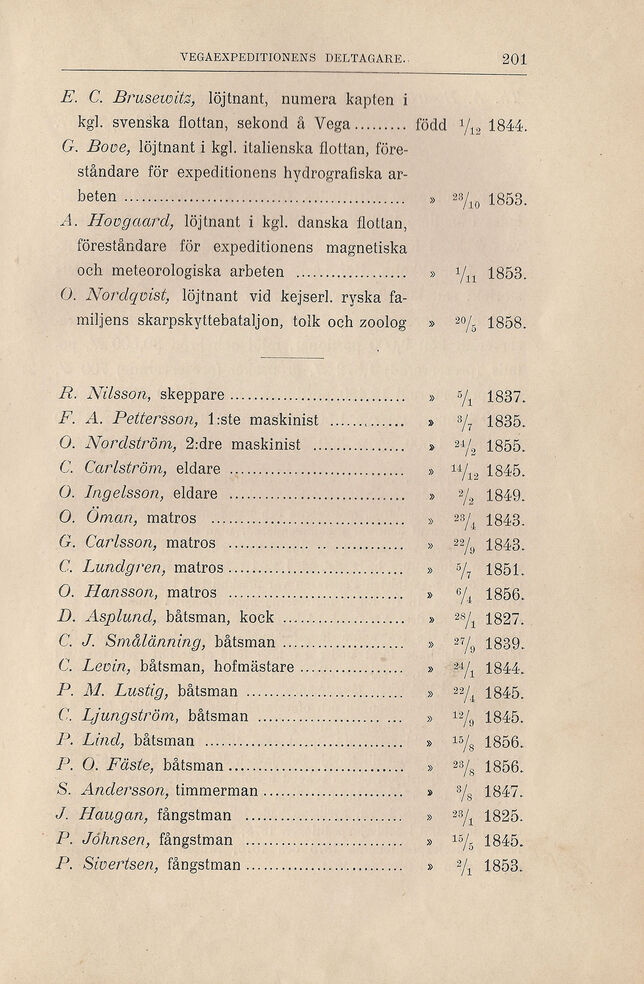 VEGAEXPEDITIONENS DELTAGARE. 201
E. C. Brusewitz, löjtnant, numera kapten i
kgl. svenska flottan, sekond å Vega ......... född 1/12 1844.
G. Bove, löjtnant i kgl. italienska flottan, före-
ståndare för expeditionens hydrografiska ar-
beten ............................................. » 23/10 1853.
A. Hovgaard, löjtnant i kgl. danska flottan,
föreståndare för expeditionens magnetiska
och meteorologiska arbeten ................... » 1/11 1853.
O. Nordqvist, löjtnant vid kejserl. ryska fa-
miljens skarpskyttebataljon, tolk och zoolog » 20/5 1858.
R. Nilsson, skeppare ............................. » 5/1 1837.
F. A. Pettersson, 1:ste maskinist ............. » 3/7 1835.
O. Nordström, 2:dre maskinist ............... » 24/2 1855.
C. Carlström, eldare ............................. » 14/12 1845.
O. Ingelsson, eldare ............................. » 2/2 1849.
O. Öman, matros ................................ » 23/4 1843.
G. Carlsson, matros ............................. » 22/9 1843.
C. Lundgren, matros ............................. » 5/7 1851.
O. Hansson, matros ............................. » 6/4 1856.
D. Asplund, båtsman, kock .................... » 28/1 1827.
C. J. Smålänning, båtsman .................... » 27/9 1839.
C. Levin, båtsman, hofmästare ................. » 24/1 1844.
P. M. Lustig, båtsman .......................... » 22/4 1845.
C. Ljungström, båtsman ........................ » 12/9 1845.
P. Lind, båtsman ................................ » 15/8 1856.
P. O. Fäste, båtsman ............................. » 23/8 1856.
S. Andersson, timmerman ....................... » 3/8 1847.
J. Haugan, fångstman .......................... » 23/1 1825.
P. Johnsen, fångstman .......................... » 15/5 1845.
P. Sivertsen, fångstman .......................... » 2/1 1853.